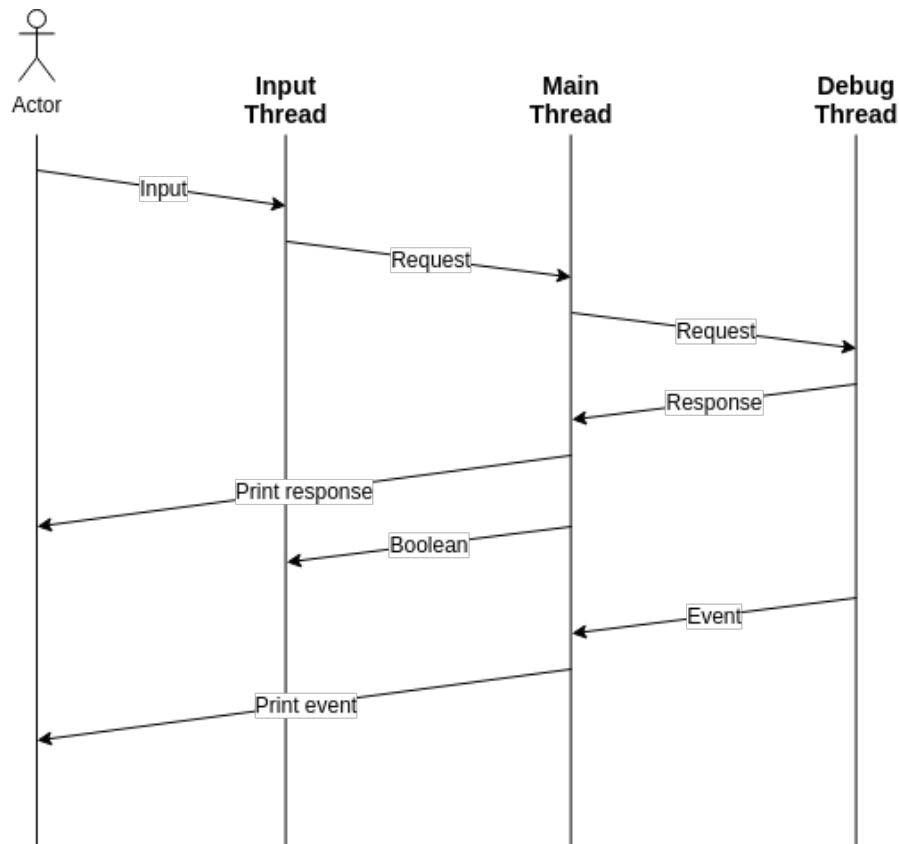 Actor
Input
Thread
Main
Thread
Debug
Thread
Input
Request
Request
Response
Print response
Boolean
Event
Print event